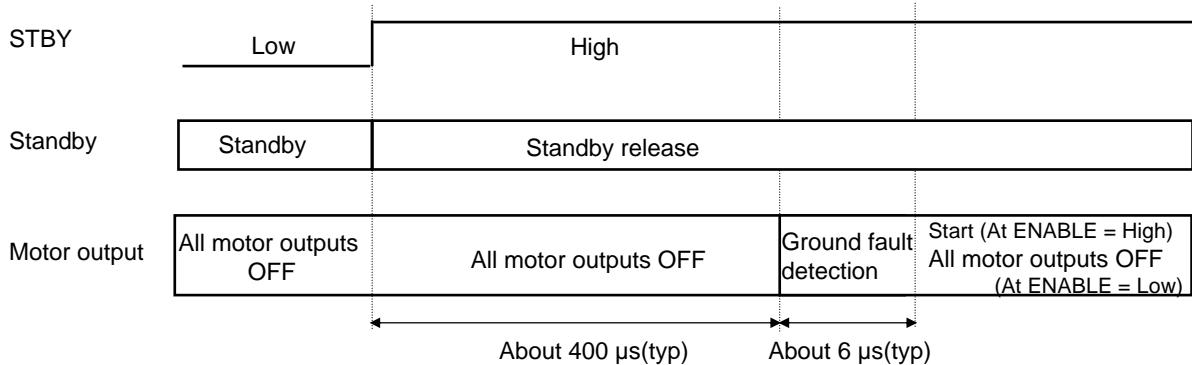 STBY
Low
High
Standby
Standby
Standby release
Motor output
All motor outputs
OFF
All motor outputs OFF
Ground fault
detection
Start (At ENABLE = High)
All motor outputs OFF
(At ENABLE = Low)
About 400 µs(typ)
About 6 µs(typ)